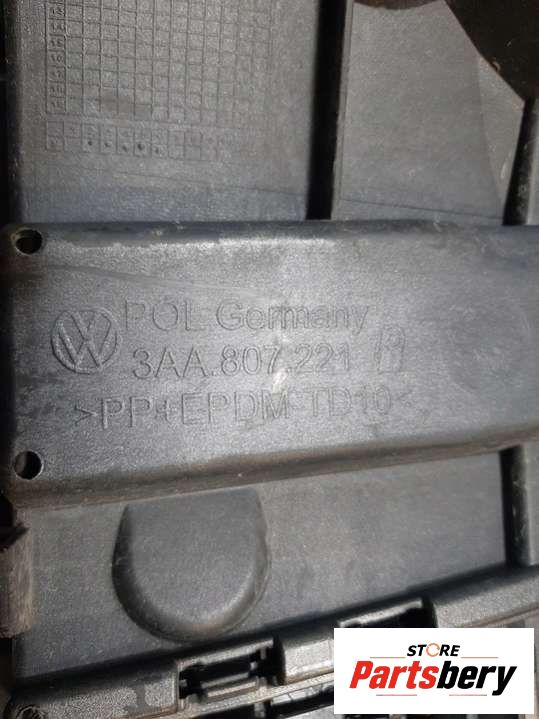 POL Germany
3AA.807.221
>PP+EPDM-TD10<
STORE
Partsbery